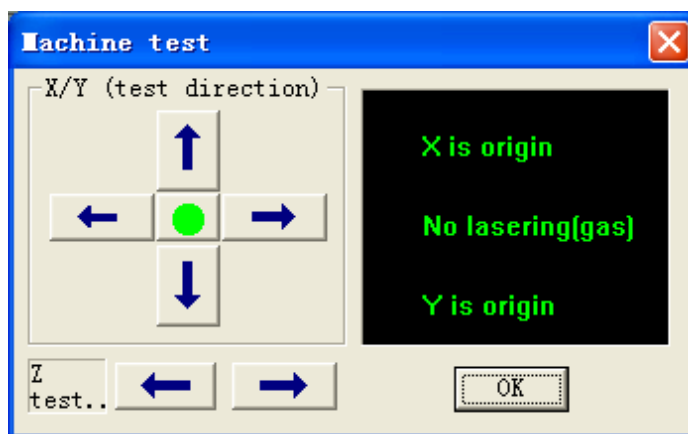 Machine test
X/Y (test direction)
X is origin
No lasering(gas)
Y is origin
Z
test..
OK